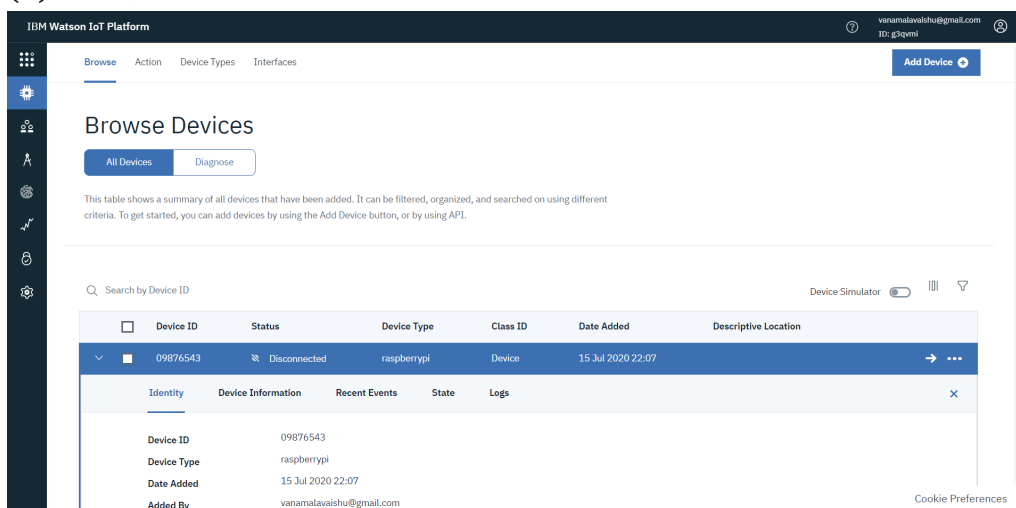 IBM Watson IoT Platform
vanamalavaishu@gmail.com
ID: g3qvmi
Browse Action Device Types Interfaces
Add Device
Browse Devices
All Devices Diagnose
This table shows a summary of all devices that have been added. It can be filtered, organized, and searched on using different
criteria. To get started, you can add devices by using the Add Device button, or by using API.
Search by Device ID
Device Simulator
Device ID Status Device Type Class ID Date Added Descriptive Location
09876543 Disconnected raspberrypi Device 15 Jul 2020 22:07
Identity Device Information Recent Events State Logs
Device ID 09876543
Device Type raspberrypi
Date Added 15 Jul 2020 22:07
Added By vanamalavaishu@gmail.com
Cookie Preferences